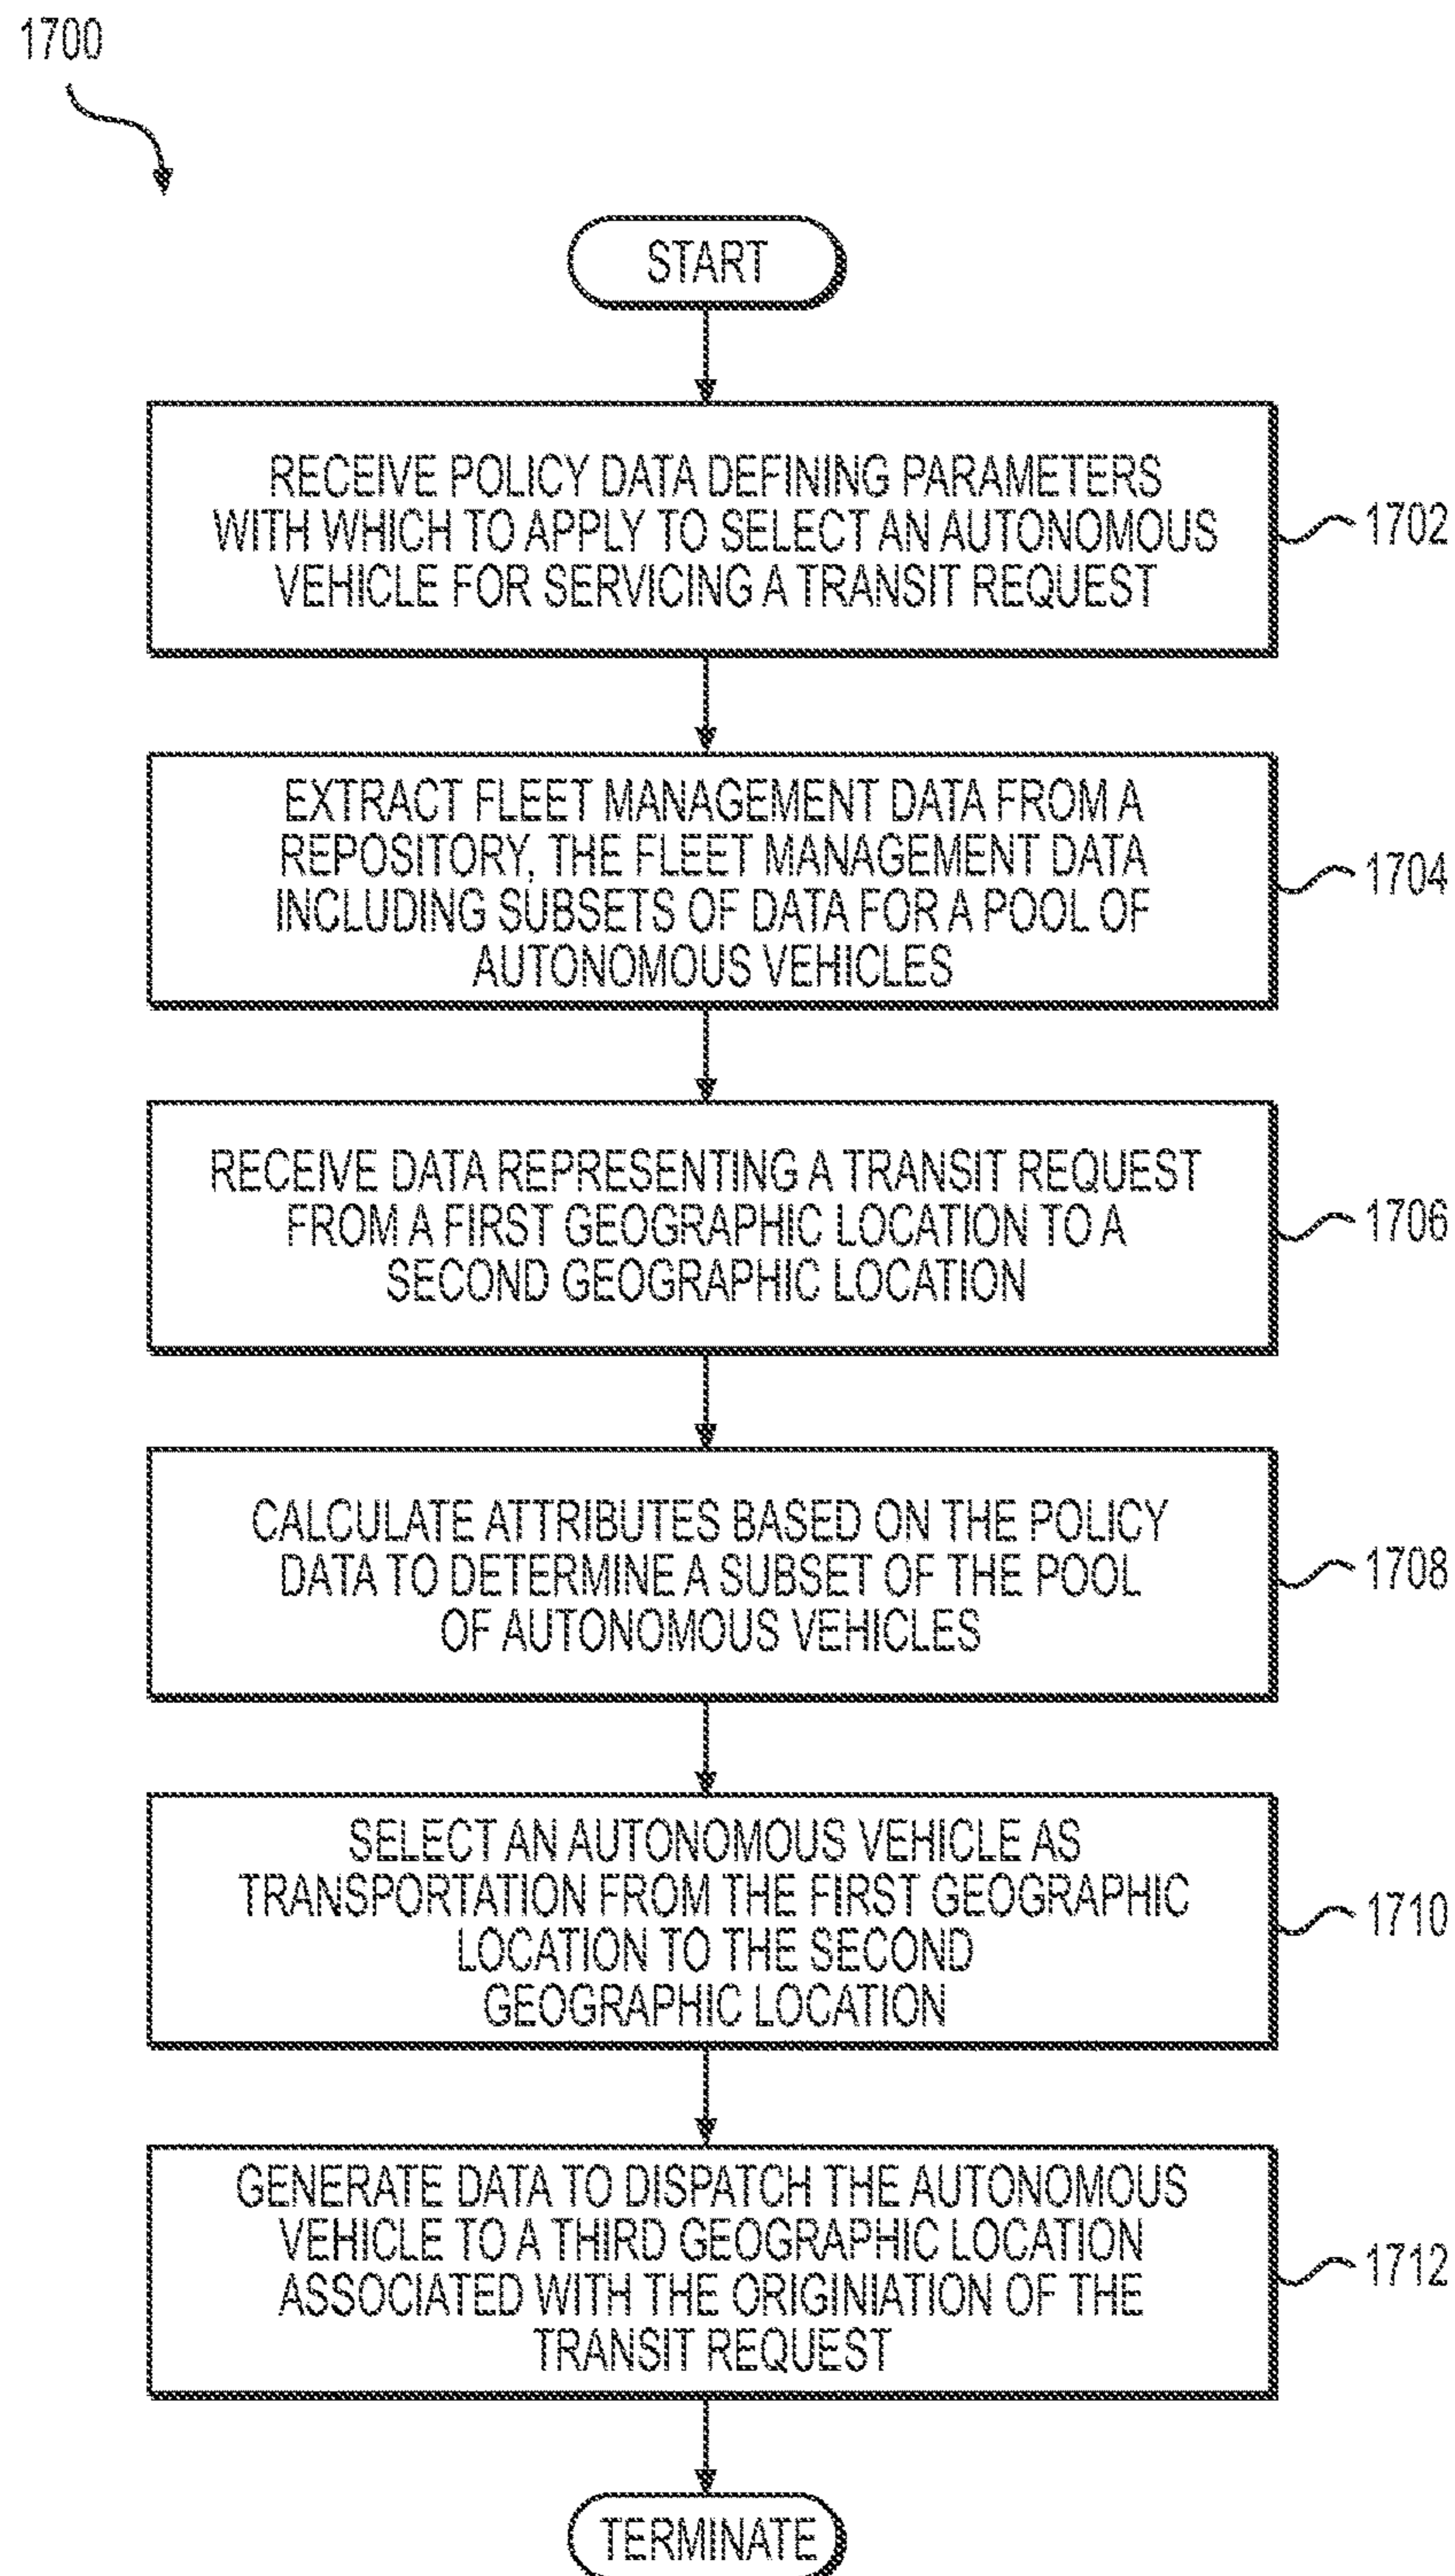 1700
START
RECEIVE POLICY DATA DEFINING PARAMETERS
WITH WHICH TO APPLY TO SELECT AN AUTONOMOUS
VEHICLE FOR SERVICING A TRANSIT REQUEST
1702
EXTRACT FLEET MANAGEMENT DATA FROM A
REPOSITORY, THE FLEET MANAGEMENT DATA
INCLUDING SUBSETS OF DATA FOR A POOL OF
AUTONOMOUS VEHICLES
1704
RECEIVE DATA REPRESENTING A TRANSIT REQUEST
FROM A FIRST GEOGRAPHIC LOCATION TO A
SECOND GEOGRAPHIC LOCATION
1706
CALCULATE ATTRIBUTES BASED ON THE POLICY
DATA TO DETERMINE A SUBSET OF THE POOL
OF AUTONOMOUS VEHICLES
1708
SELECT AN AUTONOMOUS VEHICLE AS
TRANSPORTATION FROM THE FIRST GEOGRAPHIC
LOCATION TO THE SECOND
GEOGRAPHIC LOCATION
1710
GENERATE DATA TO DISPATCH THE AUTONOMOUS
VEHICLE TO A THIRD GEOGRAPHIC LOCATION
ASSOCIATED WITH THE ORIGINIATION OF THE
TRANSIT REQUEST
1712
TERMINATE